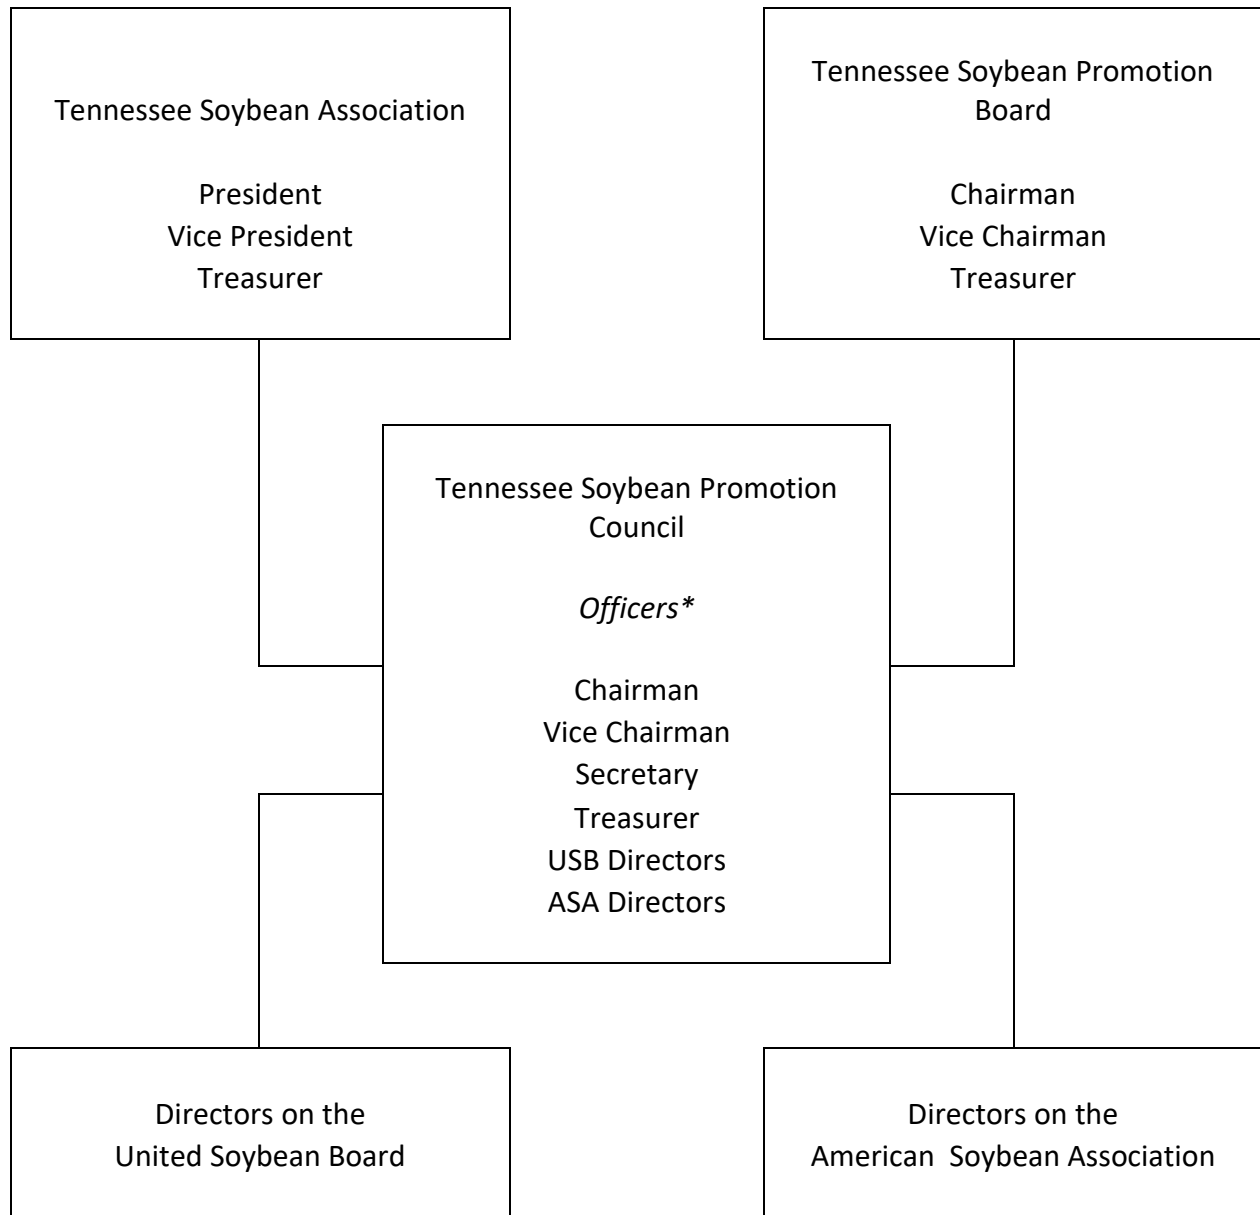 Tennessee Soybean Association
President
Vice President
Treasurer
Tennessee Soybean Promotion
Board
Chairman
Vice Chairman
Treasurer
Tennessee Soybean Promotion
Council
Officers*
Chairman
Vice Chairman
Secretary
Treasurer
USB Directors
ASA Directors
Directors on the
United Soybean Board
Directors on the
American  Soybean Association